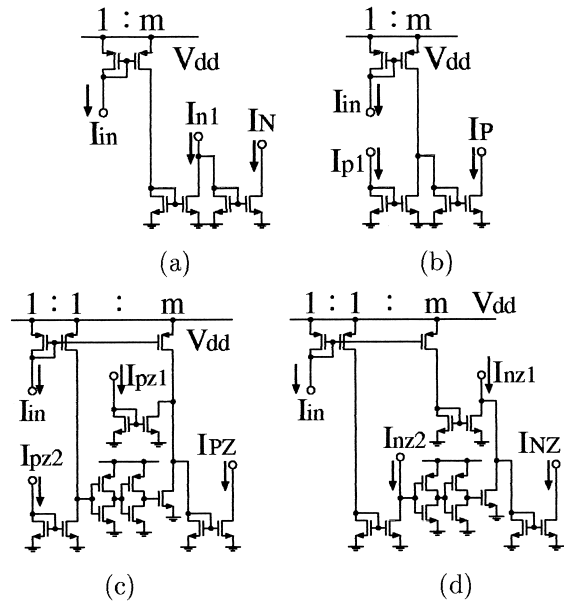 1 : m
Vdd
Iin
In1
IN
(a)
1 : m
Vdd
Iin
Ip1
IP
(b)
1 : 1 : m
Vdd
Iin
Ipz1
Ipz2
IPZ
(c)
1 : 1 : m Vdd
Iin
Inz1
Inz2
INZ
(d)